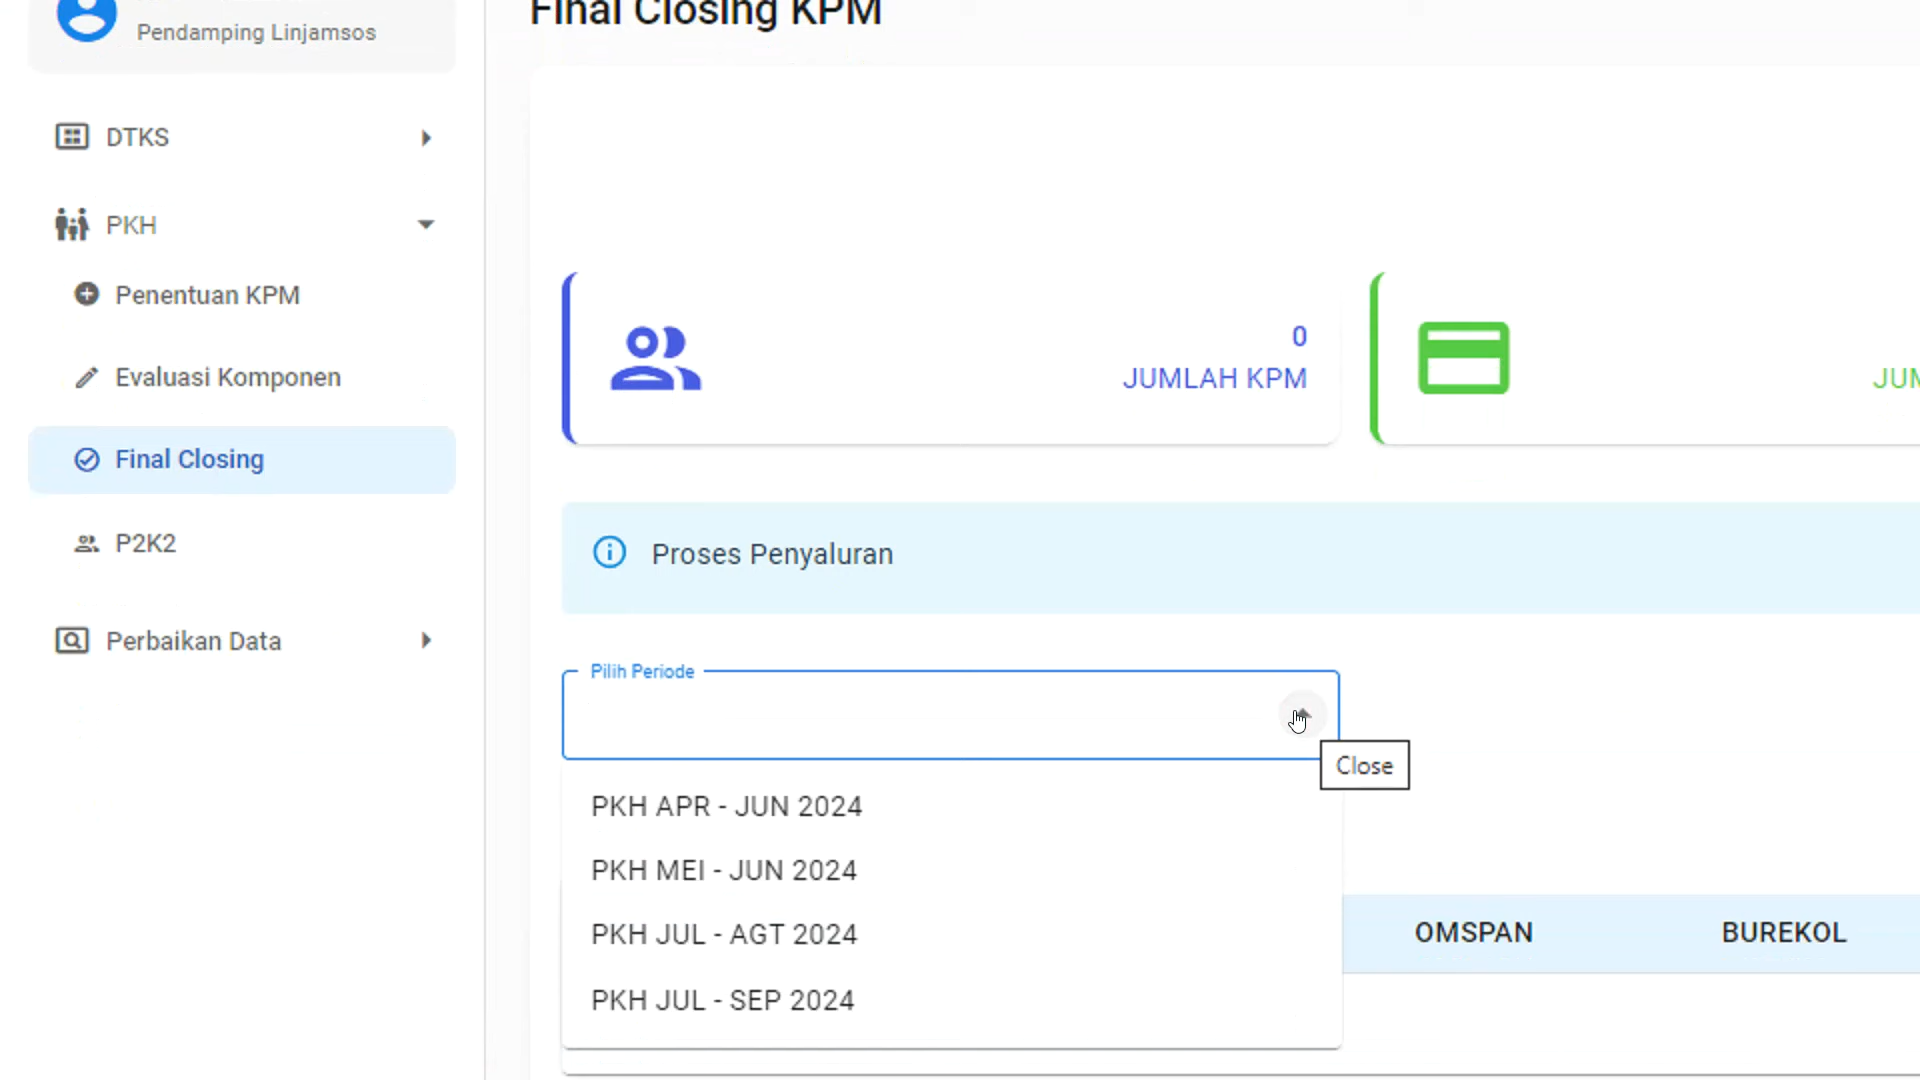 Final Closing KPM
Pendamping Linjamsos
DTKS
PKH
Penentuan KPM
Evaluasi Komponen
Final Closing
P2K2
Perbaikan Data
0
JUMLAH KPM
JUM
Proses Penyaluran
Pilih Periode
Close
PKH APR - JUN 2024
PKH MEI - JUN 2024
PKH JUL - AGT 2024
PKH JUL - SEP 2024
OMSPAN BUREKOL